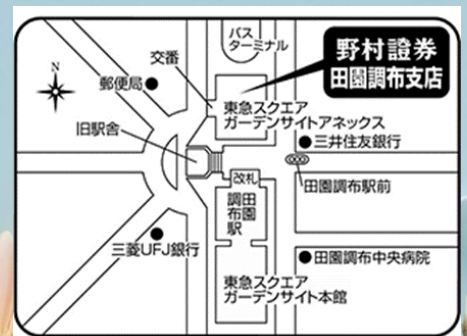 バス
ターミナル
野村證券
田園調布支店
交番
N
郵便局
東急スクエア
ガーデンサイトアネックス
旧駅舎
三井住友銀行
改札
田園調布駅前
調布駅
田園
三菱UFJ銀行
田園調布中央病院
東急スクエア
ガーデンサイト本館